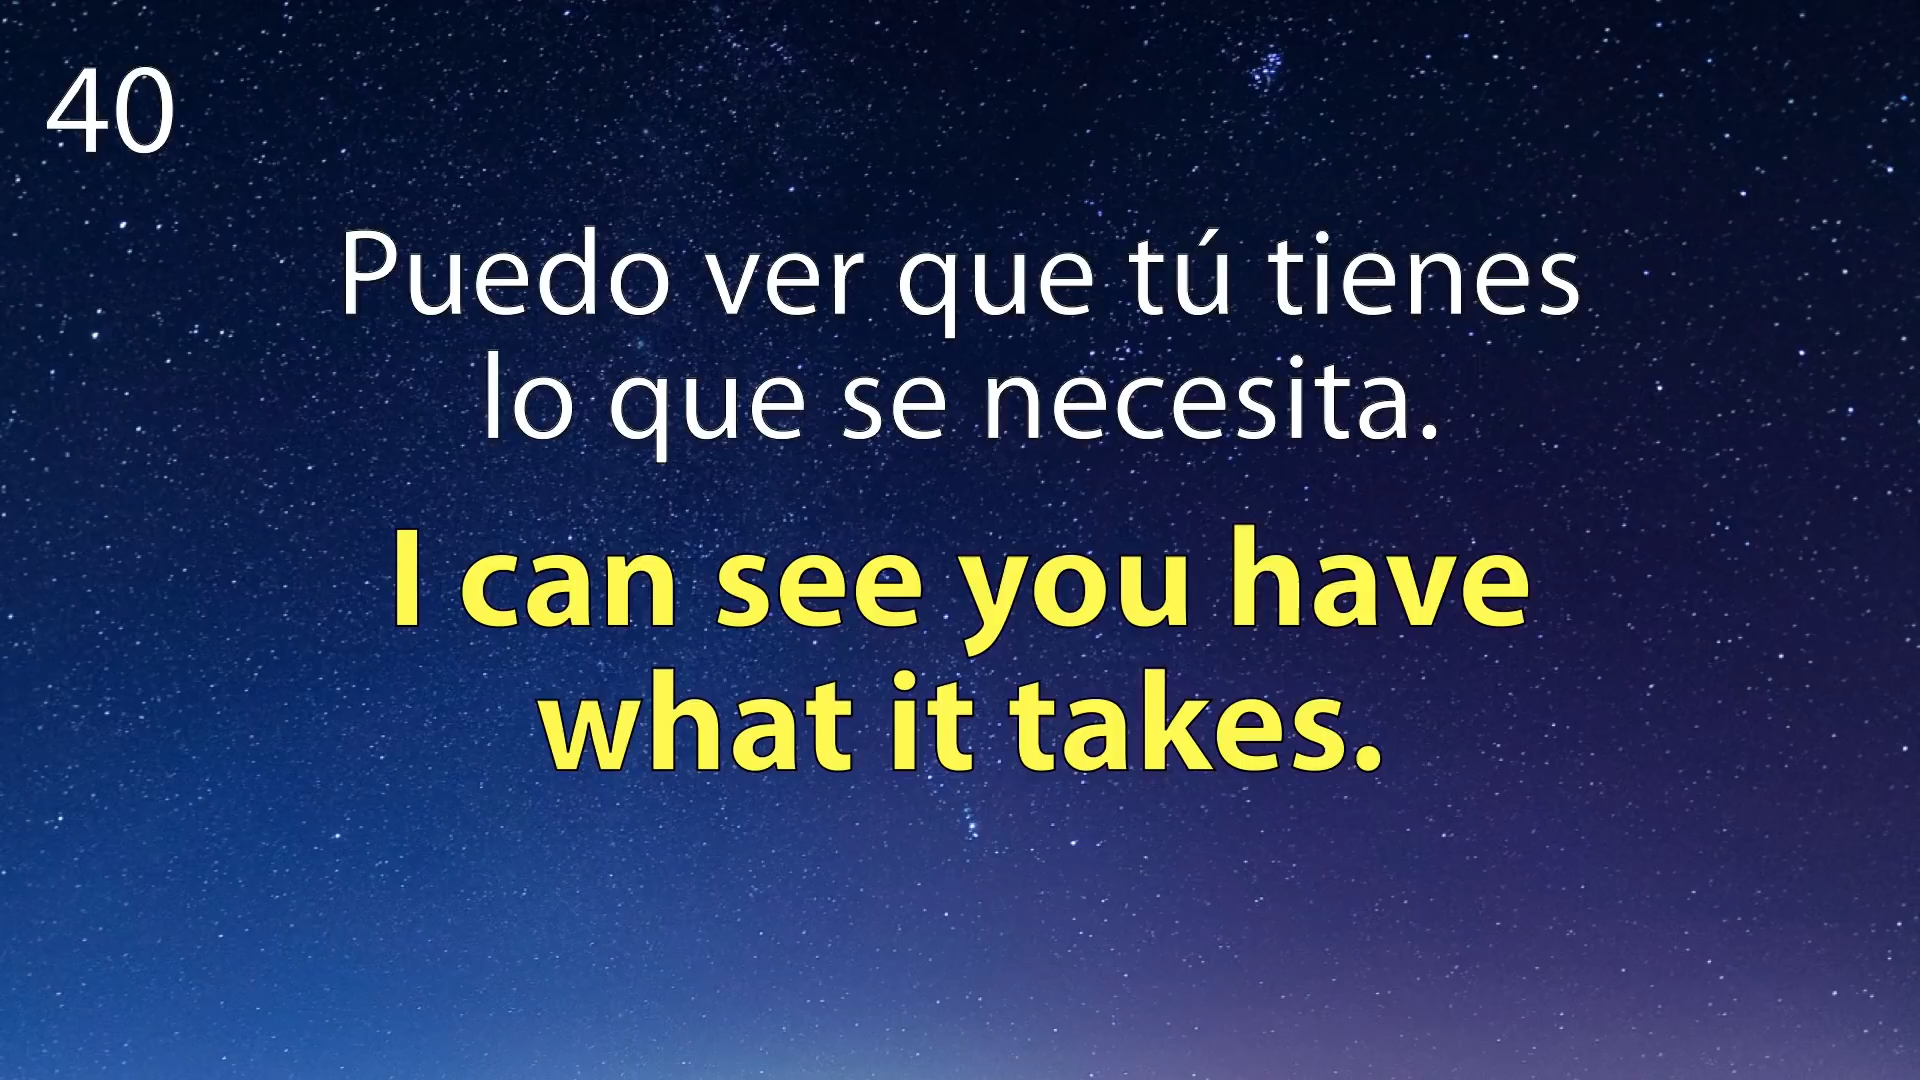 40
Puedo ver que tú tienes
lo que se necesita.
I can see you have
what it takes.